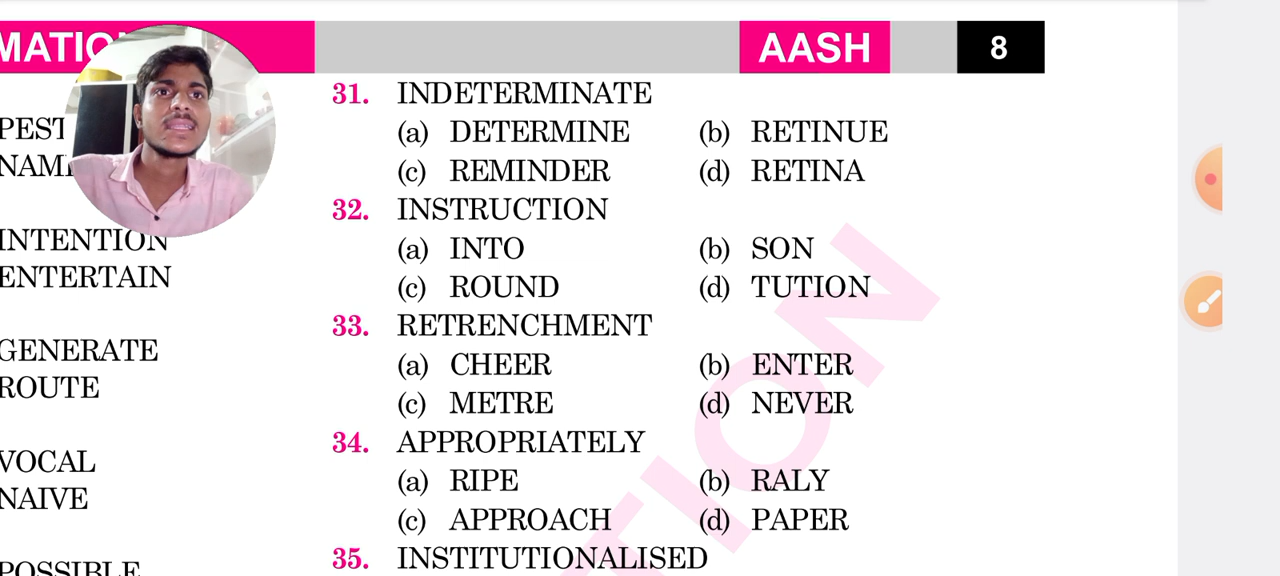 AASH 8
INTENTION
ENTERTAIN
GENERATE
ROUTE
VOCAL
NAIVE
31. INDETERMINATE
(a) DETERMINE (b) RETINUE
(c) REMINDER (d) RETINA
32. INSTRUCTION
(a) INTO (b) SON
(c) ROUND (d) TUTION
33. RETRENCHMENT
(a) CHEER (b) ENTER
(c) METRE (d) NEVER
34. APPROPRIATELY
(a) RIPE (b) RALY
(c) APPROACH (d) PAPER
35. INSTITUTIONALISED